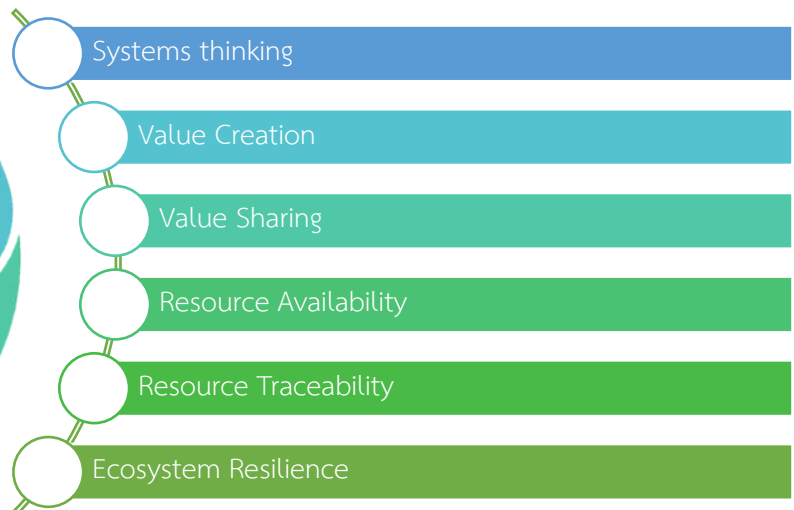 Systems thinking
Value Creation
Value Sharing
Resource Availability
Resource Traceability
Ecosystem Resilience